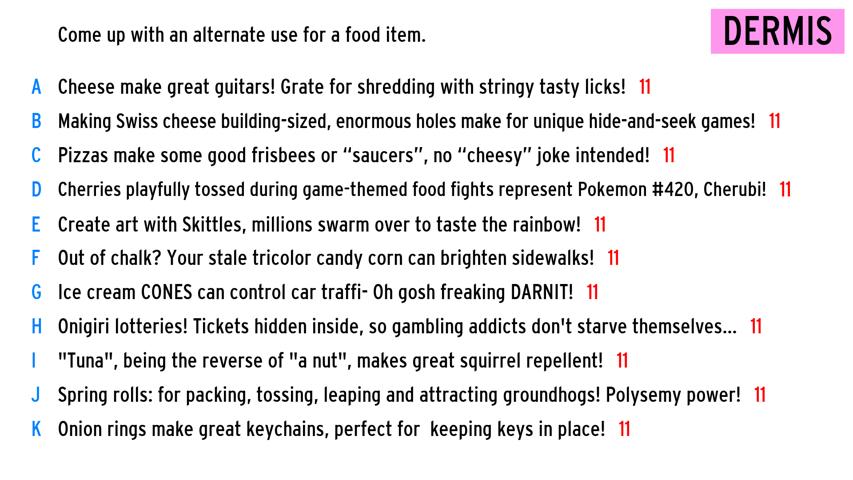 Come up with an alternate use for a food item.
DERMIS
A Cheese make great guitars! Grate for shredding with stringy tasty licks! 11
B Making Swiss cheese building-sized, enormous holes make for unique hide-and-seek games! 11
C Pizzas make some good frisbees or “saucers”, no “cheesy” joke intended! 11
D Cherries playfully tossed during game-themed food fights represent Pokemon #420, Cherubi! 11
E Create art with Skittles, millions swarm over to taste the rainbow! 11
F Out of chalk? Your stale tricolor candy corn can brighten sidewalks! 11
G Ice cream CONES can control car traffi- Oh gosh freaking DARNIT! 11
H Onigiri lotteries! Tickets hidden inside, so gambling addicts don't starve themselves... 11
I "Tuna", being the reverse of "a nut", makes great squirrel repellent! 11
J Spring rolls: for packing, tossing, leaping and attracting groundhogs! Polysemy power! 11
K Onion rings make great keychains, perfect for  keeping keys in place! 11